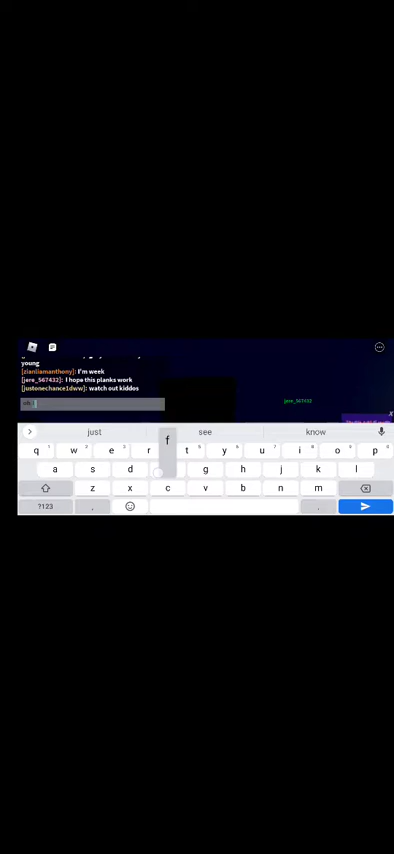 young
[zianiiamanthony]: I'm week
[jere_567432]: I hope this planks work
[justonechance1dww]: watch out kiddos
jere_567432
X
just see know
f
q w e r t y u i o p
a s d g h j k l
z x c v b n m
?123 , .